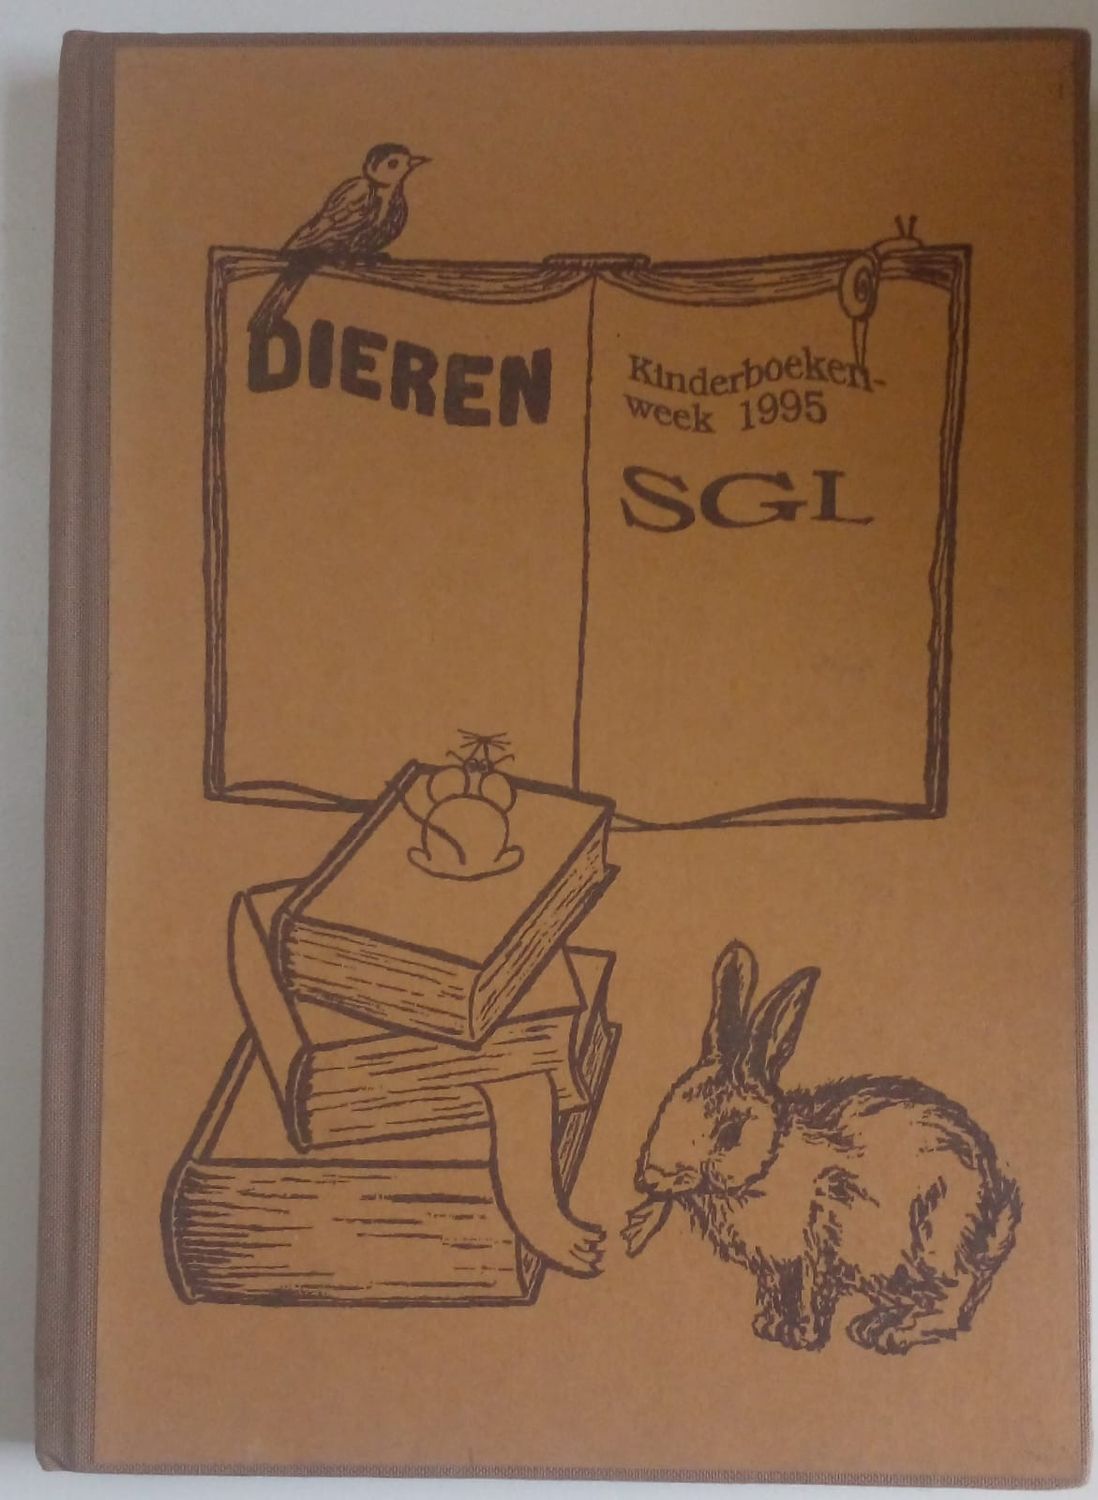 DIEREN
Kinderboeken-
week 1995
SGL